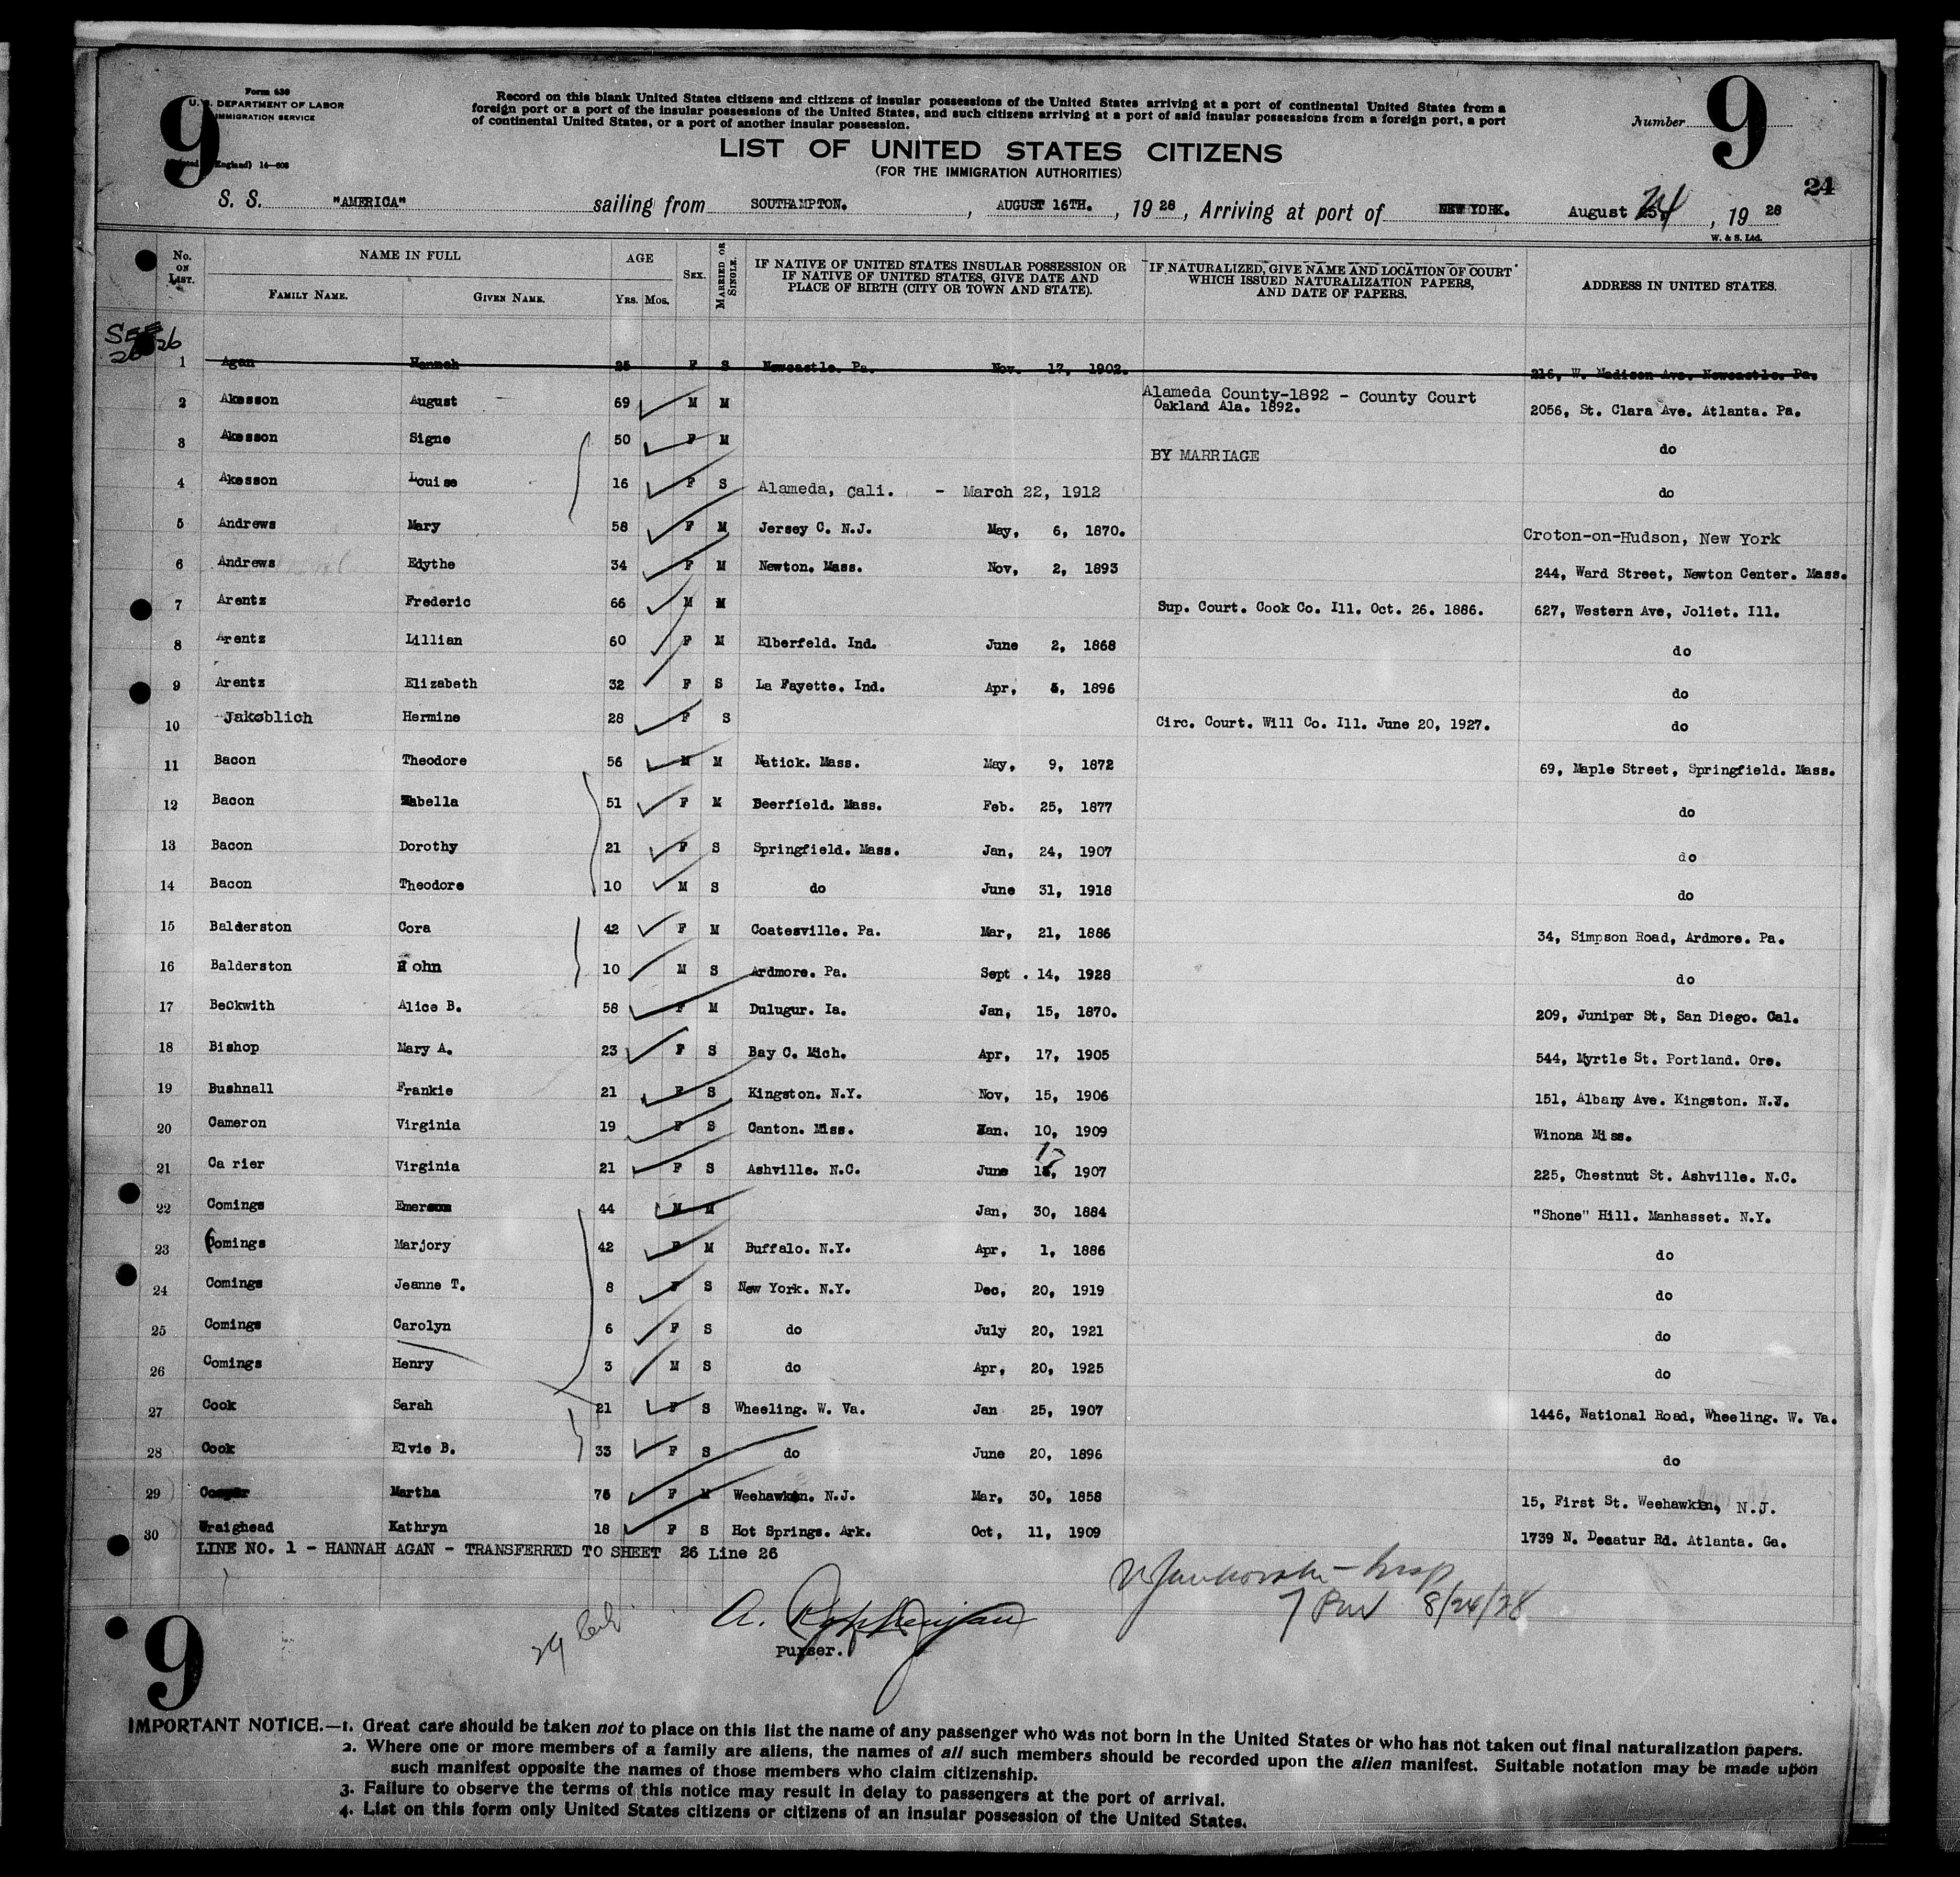 9
9
Form 630
U. S. DEPARTMENT OF LABOR
IMMIGRATION SERVICE
England) 14—608
Record on this blank United States citizens and citizens of insular possessions of the United States arriving at a port of continental United States from a
foreign port or a port of the insular possessions of the United States, and such citizens arriving at a port of said insular possessions from a foreign port, a port
of continental United States, or a port of another insular possession.
Number
LIST OF UNITED STATES CITIZENS
(FOR THE IMMIGRATION AUTHORITIES)
24
S. S. "AMERICA" sailing from SOUTHAMPTON. , AUGUST 16TH. , 19 28 , Arriving at port of NEW YORK. August 25, 24 , 19 28
W. & S. Ltd.
No. ON LIST. NAME IN FULL AGE SEX. MARRIED OR SINGLE. IF NATIVE OF UNITED STATES INSULAR POSSESSION OR IF NATIVE OF UNITED STATES, GIVE DATE AND PLACE OF BIRTH (CITY OR TOWN AND STATE). IF NATURALIZED, GIVE NAME AND LOCATION OF COURT WHICH ISSUED NATURALIZATION PAPERS, AND DATE OF PAPERS. ADDRESS IN UNITED STATES.
FAMILY NAME. GIVEN NAME. YRS. MOS.
SEE
26 26
1 Agan Hannah 25 F S Newcastle. Pa. Nov. 17, 1902. 216, W. Madison Ave. Newcastle. Pa.
2 Akesson August 69 M M Alameda County-1892 - County Court Oakland Ala. 1892. 2056, St. Clara Ave. Atlanta. Pa.
3 Akesson Signe 50 F M BY MARRIAGE do
4 Akesson Louise 16 F S Alameda, Cali. - March 22, 1912 do
5 Andrews Mary 58 F M Jersey C. N.J. May, 6, 1870. Croton-on-Hudson, New York
6 Andrews Edythe 34 F M Newton. Mass. Nov, 2, 1893 244, Ward Street, Newton Center. Mass.
7 Arentz Frederic 66 M M Sup. Court. Cook Co. Ill. Oct. 26. 1886. 627, Western Ave, Joliet. Ill.
8 Arentz Lillian 60 F M Elberfeld. Ind. June 2, 1868 do
9 Arentz Elizabeth 32 F S La Fayette. Ind. Apr, 5, 1896 do
10 Jakoblich Hermine 28 F S Circ. Court. Will Co. Ill. June 20, 1927. do
11 Bacon Theodore 56 M M Natick. Mass. May, 9, 1872 69, Maple Street, Springfield. Mass.
12 Bacon Isabella 51 F M Deerfield. Mass. Feb. 25, 1877 do
13 Bacon Dorothy 21 F S Springfield. Mass. Jan, 24, 1907 do
14 Bacon Theodore 10 M S do June 31, 1918 do
15 Balderston Cora 42 F M Coatesville. Pa. Mar, 21, 1886 34, Simpson Road, Ardmore. Pa.
16 Balderston John 10 M S Ardmore. Pa. Sept. 14, 1928 do
17 Beckwith Alice B. 58 F M Dulugur. Ia. Jan, 15, 1870. 209, Juniper St, San Diego. Cal.
18 Bishop Mary A. 23 F S Bay C. Mich. Apr, 17, 1905 544, Myrtle St. Portland. Ore.
19 Bushnall Frankie 21 F S Kingston. N.Y. Nov, 15, 1906 151, Albany Ave. Kingston. N.Y.
20 Cameron Virginia 19 F S Canton. Miss. Jan. 10, 1909 Winona Miss.
21 Ca rier Virginia 21 F S Ashville. N.C. June 17 1907 225, Chestnut St. Ashville. N.C.
22 Comings Emerson 44 M M Jan, 30, 1884 "Shone" Hill. Manhasset. N.Y.
23 Comings Marjory 42 F M Buffalo. N.Y. Apr, 1, 1886 do
24 Comings Jeanne T. 8 F S New York. N.Y. Dec, 20, 1919 do
25 Comings Carolyn 6 F S do July 20, 1921 do
26 Comings Henry 3 M S do Apr, 20, 1925 do
27 Cook Sarah 21 F S Wheeling. W. Va. Jan 25, 1907 1446, National Road, Wheeling. W. Va.
28 Cook Elvie B. 33 F S do June 20, 1896 do
29 Cooper Martha 75 F M Weehawken. N.J. Mar, 30, 1858 15, First St. Weehawken, N.J.
30 Craighead Kathryn 18 F S Hot Springs. Ark. Oct, 11, 1909 1739 N. Decatur Rd. Atlanta. Ga.
LINE NO. 1 - HANNAH AGAN - TRANSFERRED TO SHEET 26 Line 26
Insp
8/24/28
29
A.
Purser.
9
IMPORTANT NOTICE.—1. Great care should be taken not to place on this list the name of any passenger who was not born in the United States or who has not taken out final naturalization papers.
2. Where one or more members of a family are aliens, the names of all such members should be recorded upon the alien manifest. Suitable notation may be made upon
such manifest opposite the names of those members who claim citizenship.
3. Failure to observe the terms of this notice may result in delay to passengers at the port of arrival.
4. List on this form only United States citizens or citizens of an insular possession of the United States.